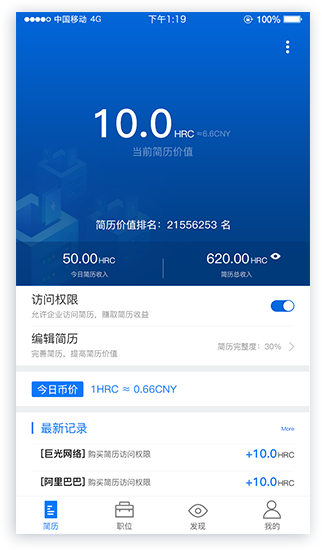 中国移动 4G 下午1:19 100%
10.0 HRC ≈6.6CNY
当前简历价值
简历价值排名：21556253 名
50.00HRC 620.00HRC
今日简历收入 简历总收入
访问权限
允许企业访问简历，赚取简历收益
编辑简历 简历完整度：30%
完善简历，提高简历价值
今日币价 1HRC ≈ 0.66CNY
最新记录 More
[巨光网络] 购买简历访问权限 +10.0HRC
[阿里巴巴] 购买简历访问权限 +10.0HRC
简历 职位 发现 我的